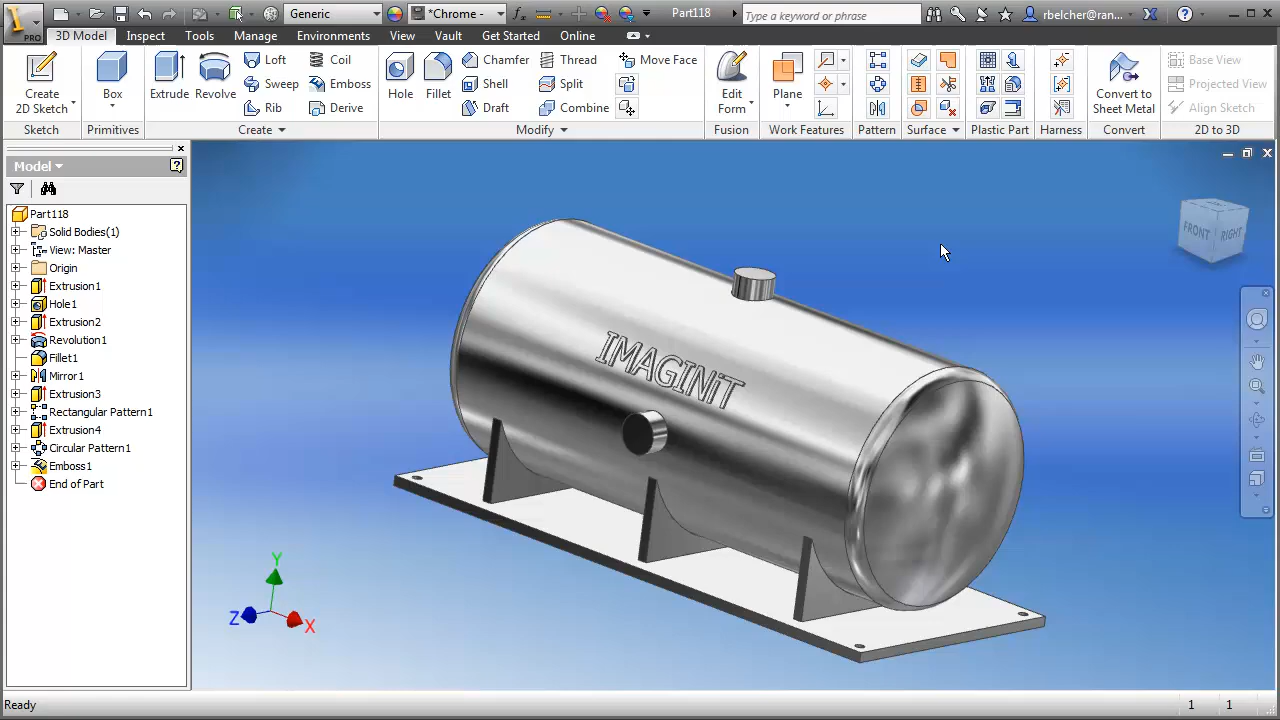 Generic
*Chrome -
Part118
Type a keyword or phrase
rbelcher@ran...
PRO
3D Model
Inspect
Tools
Manage
Environments
View
Vault
Get Started
Online
Create
2D Sketch
Sketch
Box
Primitives
Extrude
Revolve
Loft
Sweep
Rib
Coil
Emboss
Derive
Create
Hole
Fillet
Chamfer
Shell
Draft
Thread
Split
Combine
Move Face
Modify
Edit
Form
Fusion
Plane
Work Features
Pattern
Surface
Plastic Part
Harness
Convert to
Sheet Metal
Convert
Base View
Projected View
Align Sketch
2D to 3D
Model
Part118
Solid Bodies(1)
View: Master
Origin
Extrusion1
Hole1
Extrusion2
Revolution1
Fillet1
Mirror1
Extrusion3
Rectangular Pattern1
Extrusion4
Circular Pattern1
Emboss1
End of Part
IMAGINiT
FRONT
RIGHT
Y
Z
X
Ready
1
1